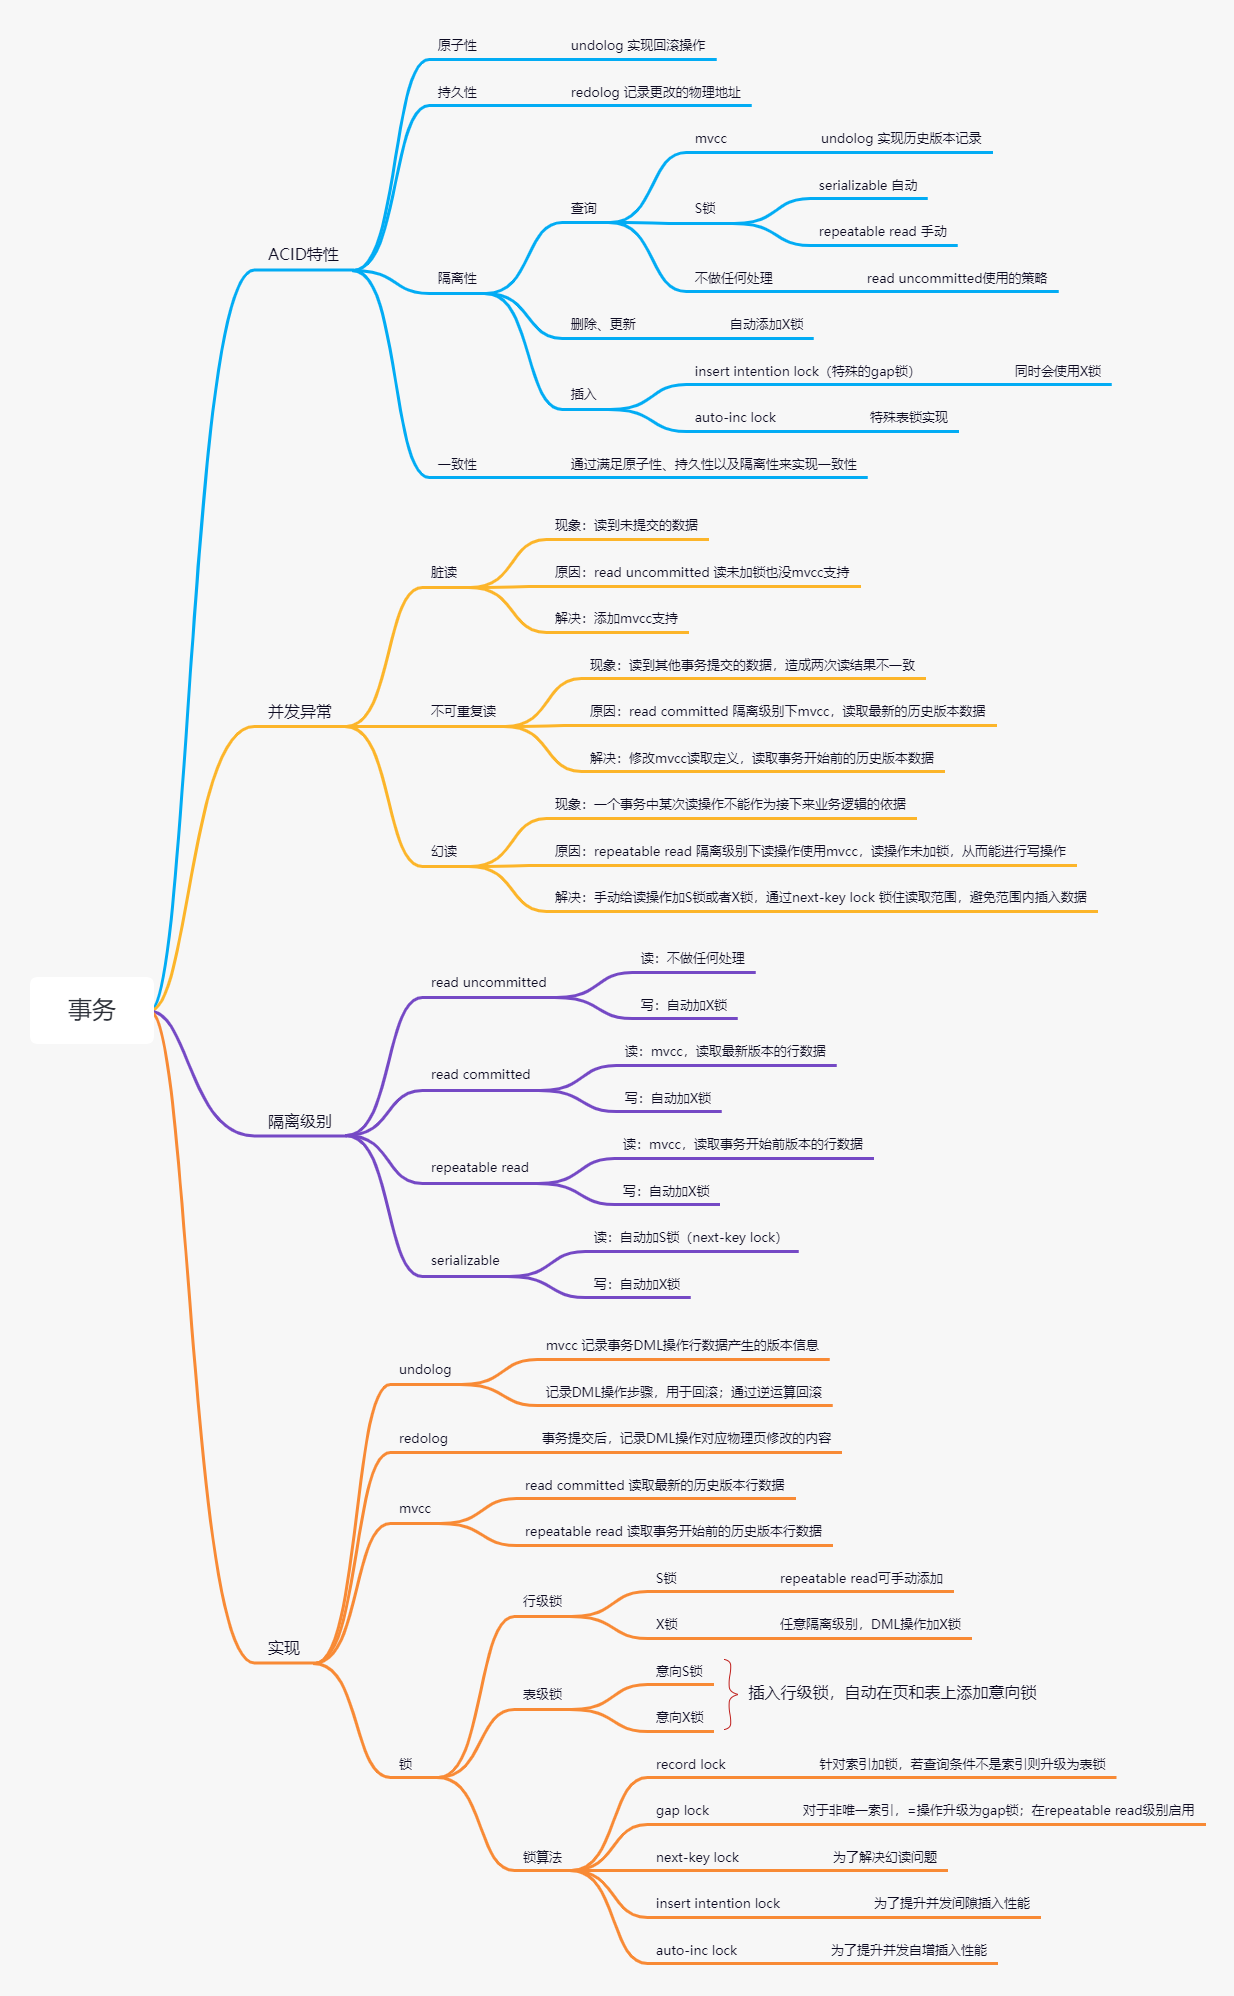 事务
ACID特性
原子性
undolog 实现回滚操作
持久性
redolog 记录更改的物理地址
隔离性
查询
mvcc
undolog 实现历史版本记录
S锁
serializable 自动
repeatable read 手动
不做任何处理
read uncommitted使用的策略
删除、更新
自动添加X锁
插入
insert intention lock（特殊的gap锁）
同时会使用X锁
auto-inc lock
特殊表锁实现
一致性
通过满足原子性、持久性以及隔离性来实现一致性
并发异常
脏读
现象：读到未提交的数据
原因：read uncommitted 读未加锁也没mvcc支持
解决：添加mvcc支持
不可重复读
现象：读到其他事务提交的数据，造成两次读结果不一致
原因：read committed 隔离级别下mvcc，读取最新的历史版本数据
解决：修改mvcc读取定义，读取事务开始前的历史版本数据
幻读
现象：一个事务中某次读操作不能作为接下来业务逻辑的依据
原因：repeatable read 隔离级别下读操作使用mvcc，读操作未加锁，从而能进行写操作
解决：手动给读操作加S锁或者X锁，通过next-key lock 锁住读取范围，避免范围内插入数据
隔离级别
read uncommitted
读：不做任何处理
写：自动加X锁
read committed
读：mvcc，读取最新版本的行数据
写：自动加X锁
repeatable read
读：mvcc，读取事务开始前版本的行数据
写：自动加X锁
serializable
读：自动加S锁（next-key lock）
写：自动加X锁
实现
undolog
mvcc 记录事务DML操作行数据产生的版本信息
记录DML操作步骤，用于回滚；通过逆运算回滚
redolog
事务提交后，记录DML操作对应物理页修改的内容
mvcc
read committed 读取最新的历史版本行数据
repeatable read 读取事务开始前的历史版本行数据
锁
行级锁
S锁
repeatable read可手动添加
X锁
任意隔离级别，DML操作加X锁
表级锁
意向S锁
意向X锁
插入行级锁，自动在页和表上添加意向锁
锁算法
record lock
针对索引加锁，若查询条件不是索引则升级为表锁
gap lock
对于非唯一索引，=操作升级为gap锁；在repeatable read级别启用
next-key lock
为了解决幻读问题
insert intention lock
为了提升并发间隙插入性能
auto-inc lock
为了提升并发自增插入性能